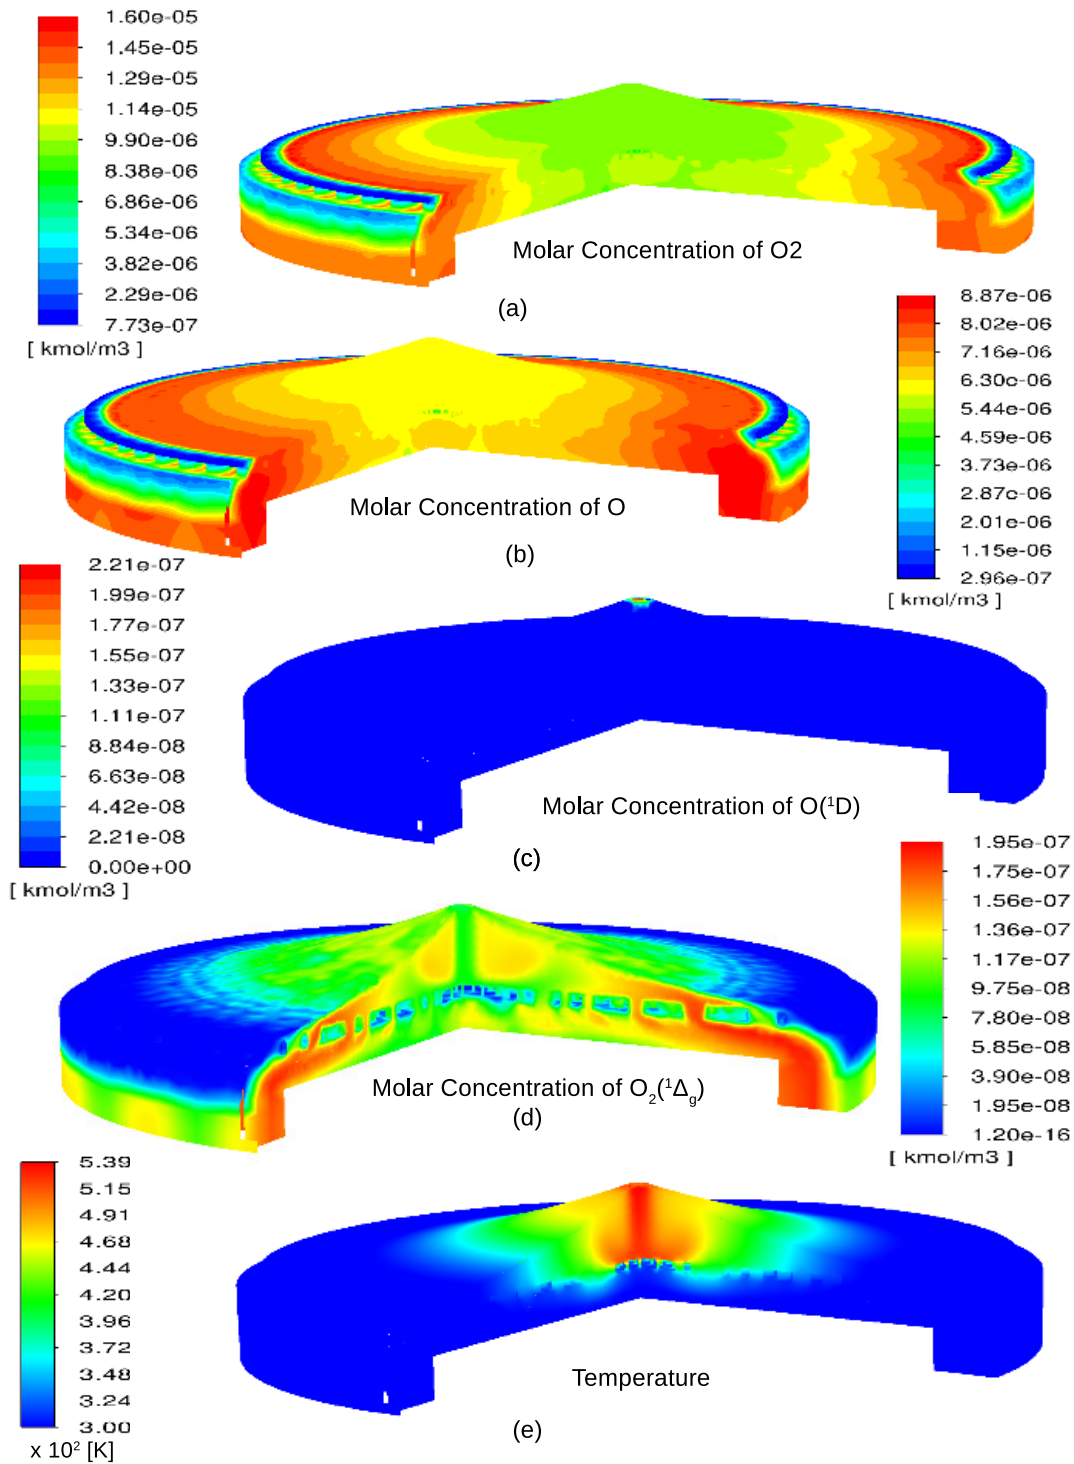 1.60e-05
1.45e-05
1.29e-05
1.14e-05
9.90e-06
8.38e-06
6.86e-06
5.34e-06
3.82e-06
2.29e-06
7.73e-07
[ kmol/m3 ]
Molar Concentration of O2
(a)
8.87e-06
8.02e-06
7.16e-06
6.30e-06
5.44e-06
4.59e-06
3.73e-06
2.87e-06
2.01e-06
1.15e-06
2.96e-07
[ kmol/m3 ]
Molar Concentration of O
(b)
2.21e-07
1.99e-07
1.77e-07
1.55e-07
1.33e-07
1.11e-07
8.84e-08
6.63e-08
4.42e-08
2.21e-08
0.00e+00
[ kmol/m3 ]
Molar Concentration of O(¹D)
(c)
1.95e-07
1.75e-07
1.56e-07
1.36e-07
1.17e-07
9.75e-08
7.80e-08
5.85e-08
3.90e-08
1.95e-08
1.20e-16
[ kmol/m3 ]
Molar Concentration of O₂(¹Δg)
(d)
5.39
5.15
4.91
4.68
4.44
4.20
3.96
3.72
3.48
3.24
3.00
x 10² [K]
Temperature
(e)